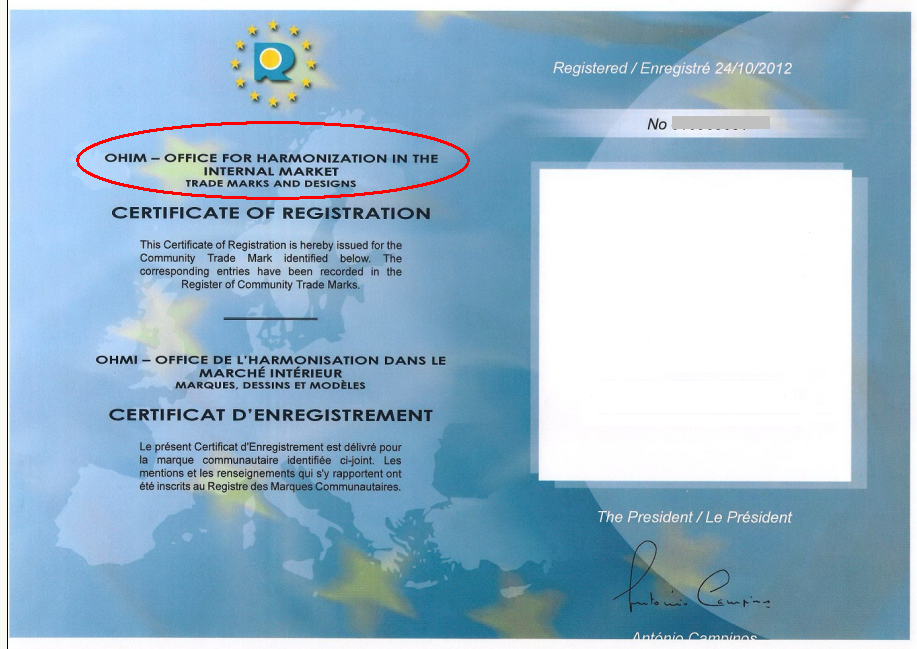 R
Registered / Enregistré 24/10/2012
No
OHIM – OFFICE FOR HARMONIZATION IN THE
INTERNAL MARKET
TRADE MARKS AND DESIGNS
CERTIFICATE OF REGISTRATION
This Certificate of Registration is hereby issued for the
Community Trade Mark identified below. The
corresponding entries have been recorded in the
Register of Community Trade Marks.
OHMI – OFFICE DE L'HARMONISATION DANS LE
MARCHÉ INTÉRIEUR
MARQUES, DESSINS ET MODÈLES
CERTIFICAT D'ENREGISTREMENT
Le présent Certificat d'Enregistrement est délivré pour
la marque communautaire identifiée ci-joint. Les
mentions et les renseignements qui s'y rapportent ont
été inscrits au Registre des Marques Communautaires.
The President / Le Président
António Campinos
António Campinos